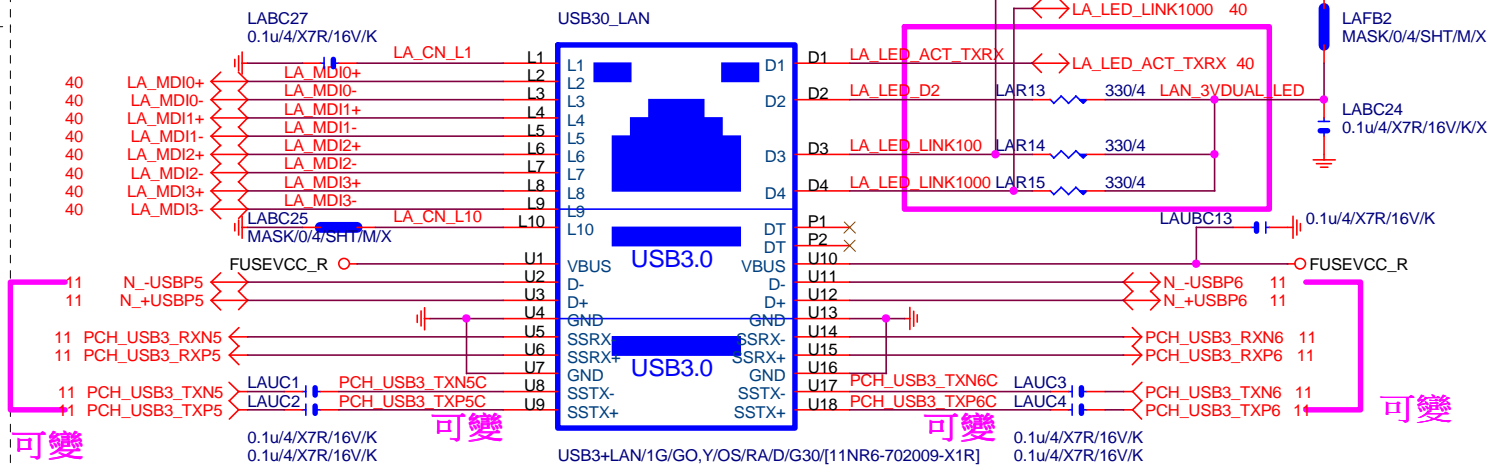 LABC27
0.1u/4/X7R/16V/K
USB30_LAN
LA_LED_LINK1000 40
LAFB2
MASK/0/4/SHT/M/X
LA_CN_L1 L1 L1 D1 D1 LA_LED_ACT_TXRX LA_LED_ACT_TXRX 40
40 LA_MDI0+ LA_MDI0+ L2 L2
40 LA_MDI0- LA_MDI0- L3 L3 D2 D2 LA_LED_D2 LAR13 330/4 LAN_3VDUAL_LED
40 LA_MDI1+ LA_MDI1+ L4 L4
LABC24
0.1u/4/X7R/16V/K/X
40 LA_MDI1- LA_MDI1- L5 L5
40 LA_MDI2+ LA_MDI2+ L6 L6 D3 D3 LA_LED_LINK100 LAR14 330/4
40 LA_MDI2- LA_MDI2- L7 L7
40 LA_MDI3+ LA_MDI3+ L8 L8 D4 D4 LA_LED_LINK1000 LAR15 330/4
40 LA_MDI3- LA_MDI3- L9 L9
LABC25 LA_CN_L10 L10 L10 DT P1 LAUBC13 0.1u/4/X7R/16V/K
MASK/0/4/SHT/M/X
DT P2
USB3.0
FUSEVCC_R U1 VBUS VBUS U10 FUSEVCC_R
11 N_-USBP5 U2 D- D- U11 N_-USBP6 11
11 N_+USBP5 U3 D+ D+ U12 N_+USBP6 11
U4 GND GND U13
11 PCH_USB3_RXN5 U5 SSRX- SSRX- U14 PCH_USB3_RXN6 11
11 PCH_USB3_RXP5 U6 SSRX+ SSRX+ U15 PCH_USB3_RXP6 11
USB3.0
U7 GND GND U16
11 PCH_USB3_TXN5 LAUC1 PCH_USB3_TXN5C U8 SSTX- SSTX- U17 PCH_USB3_TXN6C LAUC3 PCH_USB3_TXN6 11
11 PCH_USB3_TXP5 LAUC2 PCH_USB3_TXP5C U9 SSTX+ SSTX+ U18 PCH_USB3_TXP6C LAUC4 PCH_USB3_TXP6 11
可變 可變 可變 可變
0.1u/4/X7R/16V/K 0.1u/4/X7R/16V/K
0.1u/4/X7R/16V/K 0.1u/4/X7R/16V/K
USB3+LAN/1G/GO,Y/OS/RA/D/G30/[11NR6-702009-X1R]